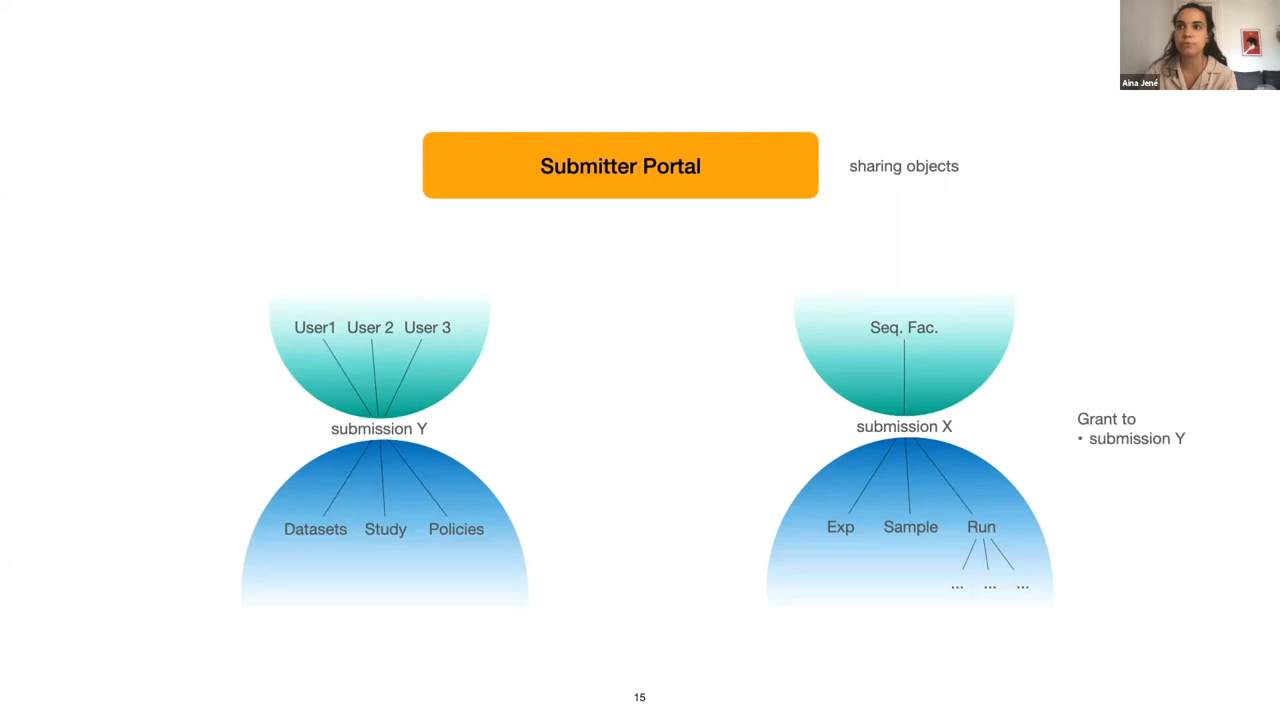 Aina Jené
Submitter Portal
sharing objects
User1 User 2 User 3
Seq. Fac.
submission Y
submission X
Grant to
• submission Y
Datasets Study Policies
Exp Sample Run
... ... ...
15